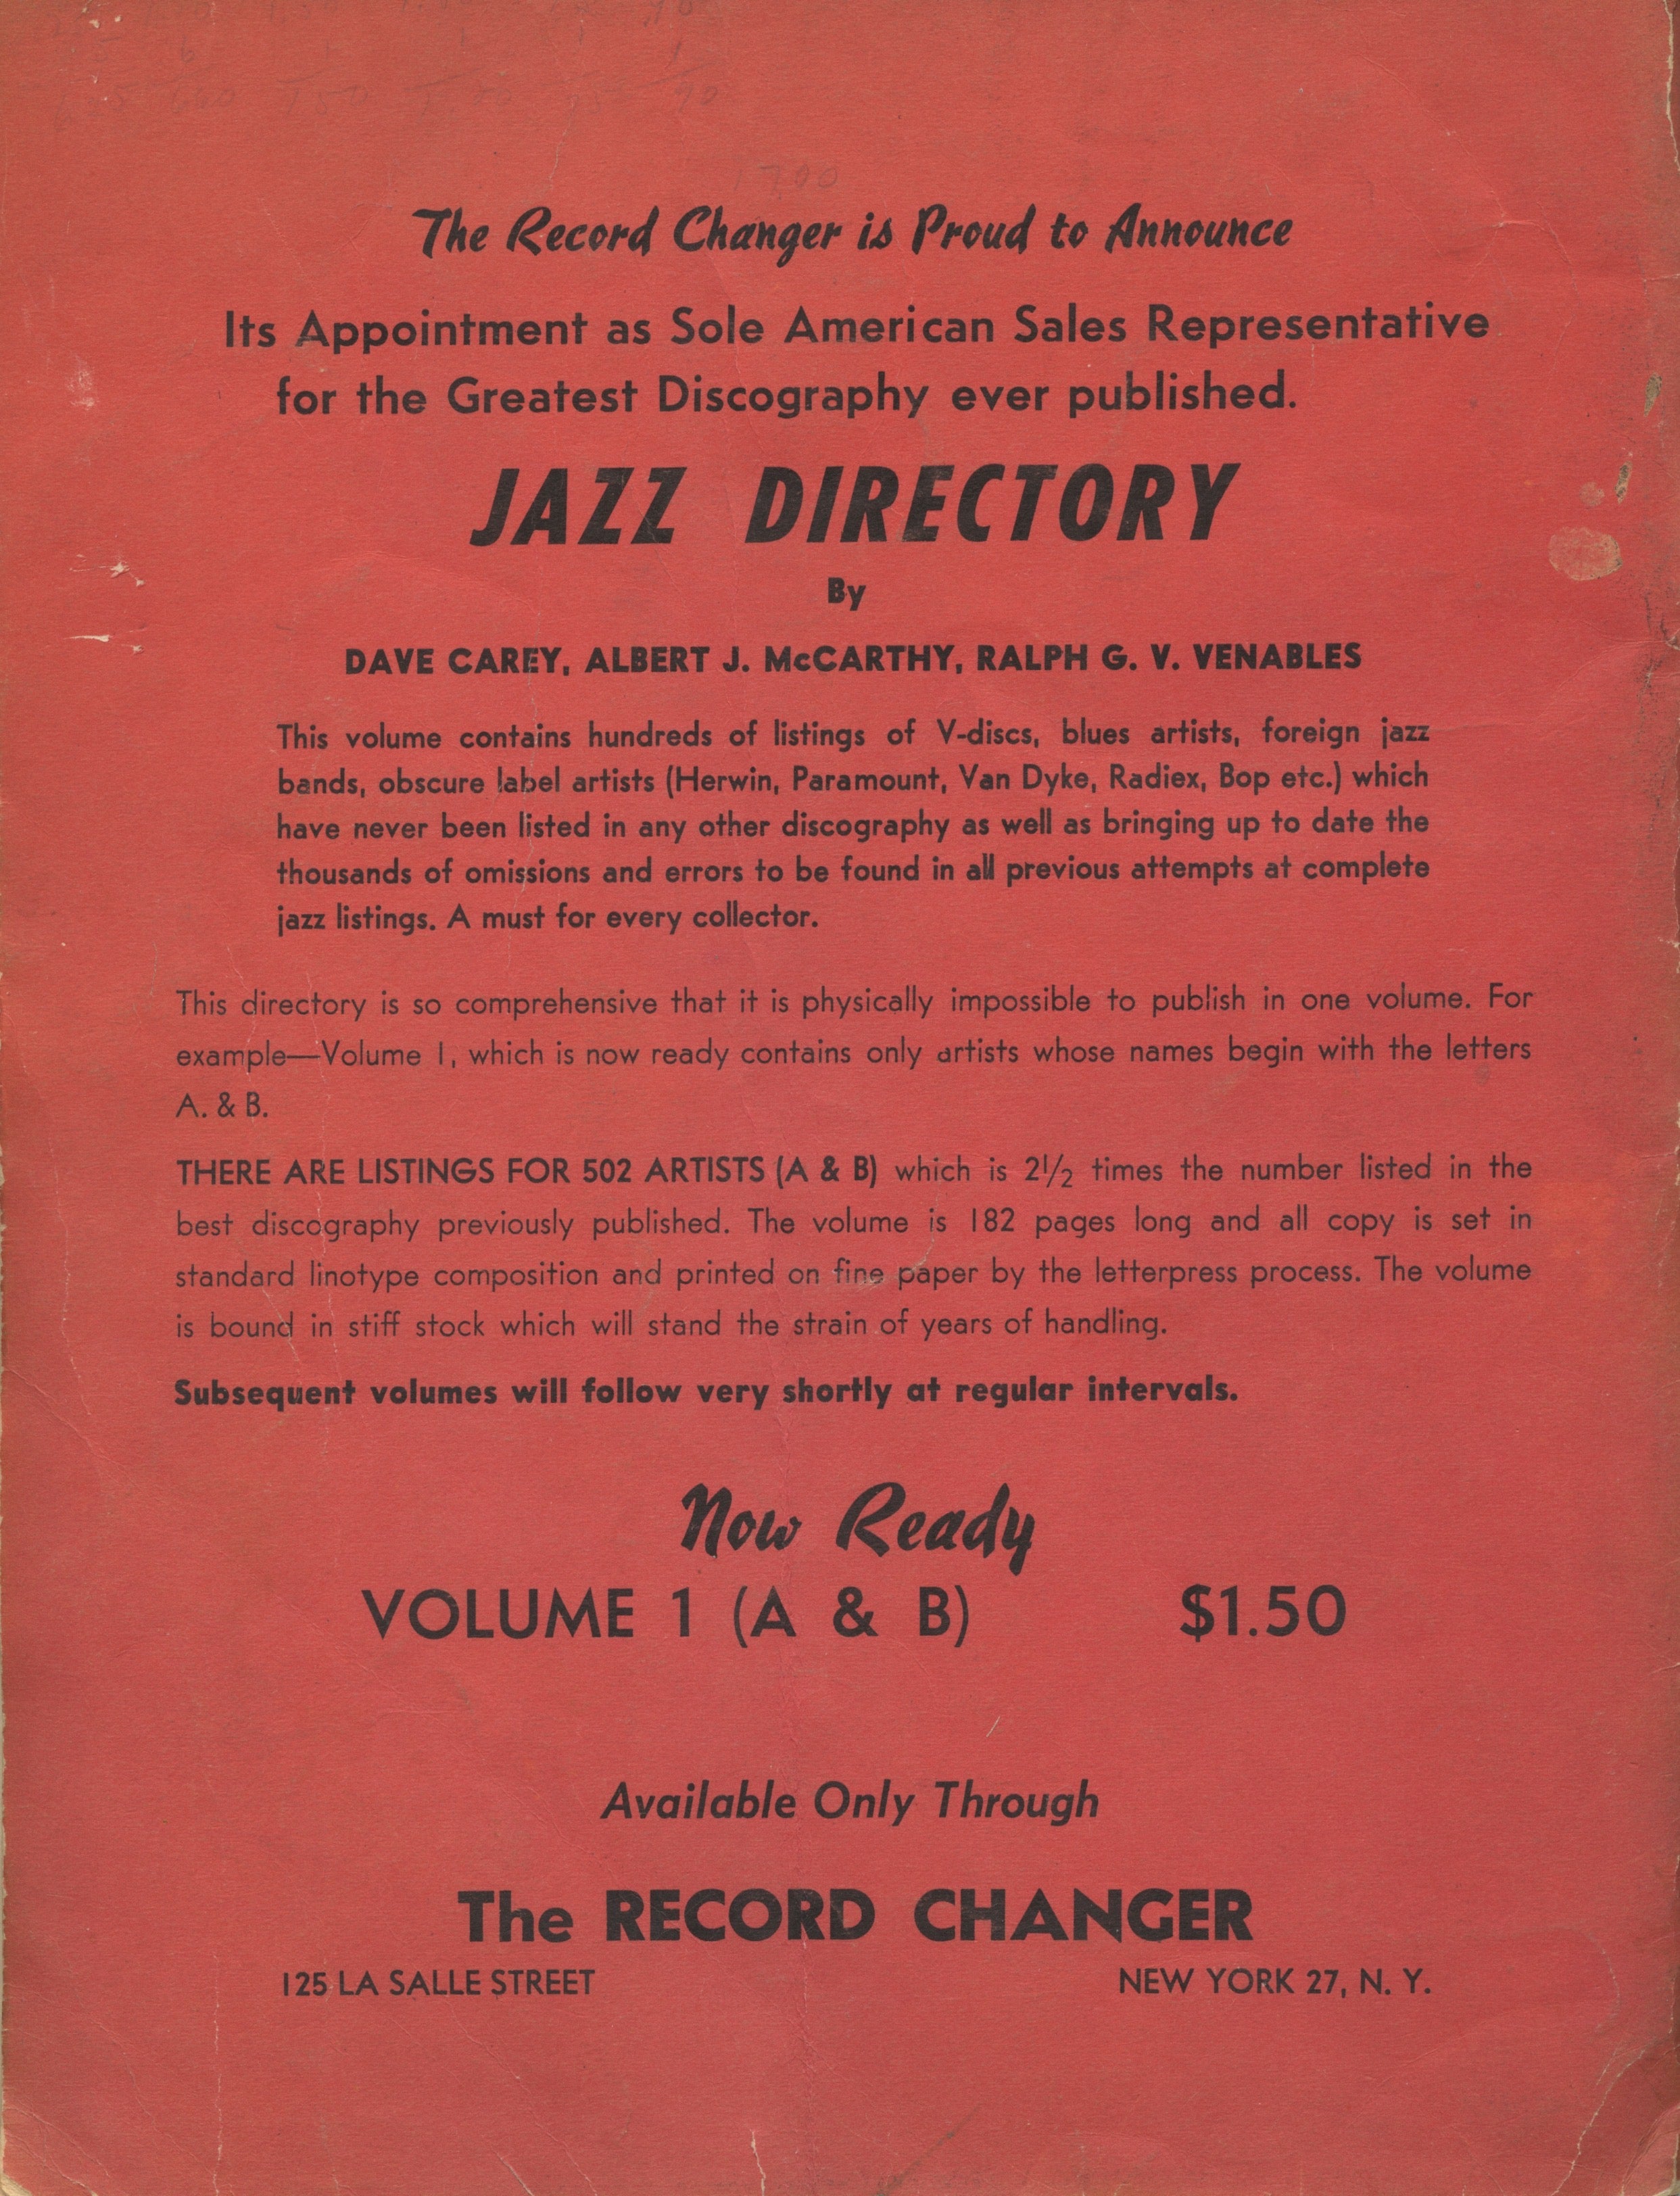 The Record Changer is Proud to Announce
Its Appointment as Sole American Sales Representative
for the Greatest Discography ever published.
JAZZ DIRECTORY
By
DAVE CAREY, ALBERT J. McCARTHY, RALPH G. V. VENABLES
This volume contains hundreds of listings of V-discs, blues artists, foreign jazz
bands, obscure label artists (Herwin, Paramount, Van Dyke, Radiex, Bop etc.) which
have never been listed in any other discography as well as bringing up to date the
thousands of omissions and errors to be found in all previous attempts at complete
jazz listings. A must for every collector.
This directory is so comprehensive that it is physically impossible to publish in one volume. For
example—Volume 1, which is now ready contains only artists whose names begin with the letters
A. & B.
THERE ARE LISTINGS FOR 502 ARTISTS (A & B) which is 2½ times the number listed in the
best discography previously published. The volume is 182 pages long and all copy is set in
standard linotype composition and printed on fine paper by the letterpress process. The volume
is bound in stiff stock which will stand the strain of years of handling.
Subsequent volumes will follow very shortly at regular intervals.
Now Ready
VOLUME 1 (A & B) $1.50
Available Only Through
The RECORD CHANGER
125 LA SALLE STREET NEW YORK 27, N. Y.